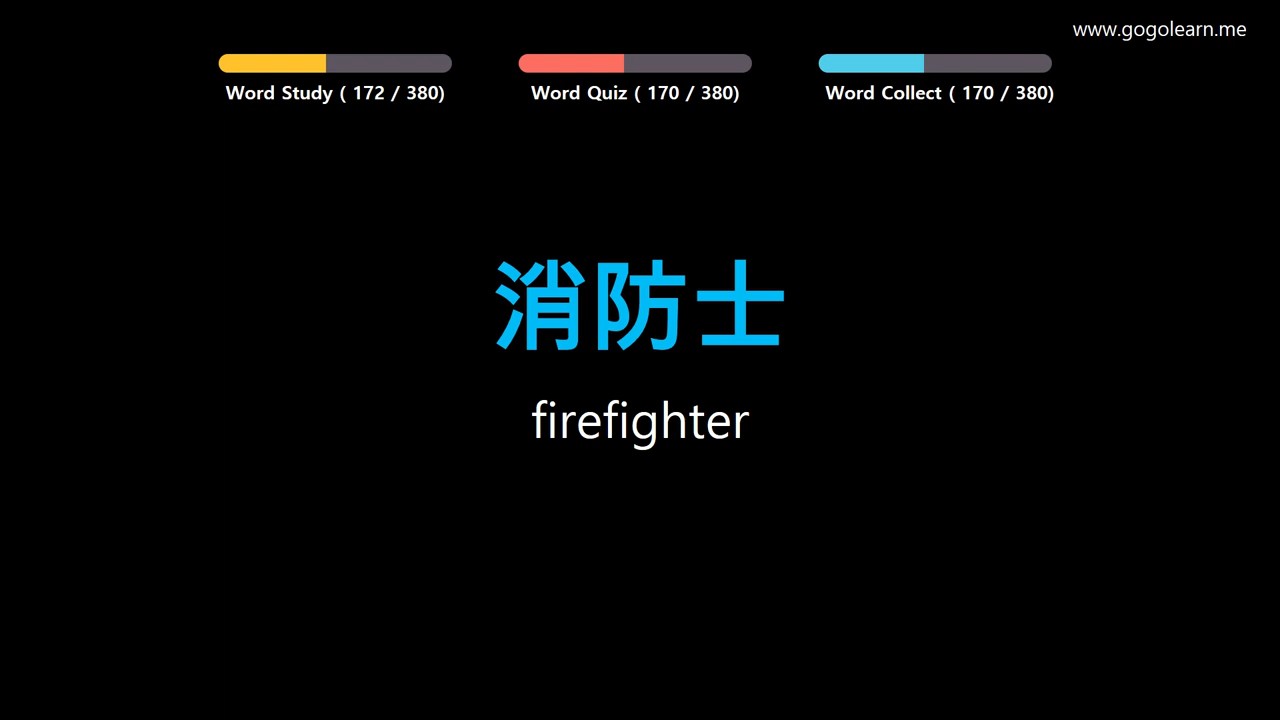 www.gogolearn.me
Word Study ( 172 / 380)
Word Quiz ( 170 / 380)
Word Collect ( 170 / 380)
消防士
firefighter